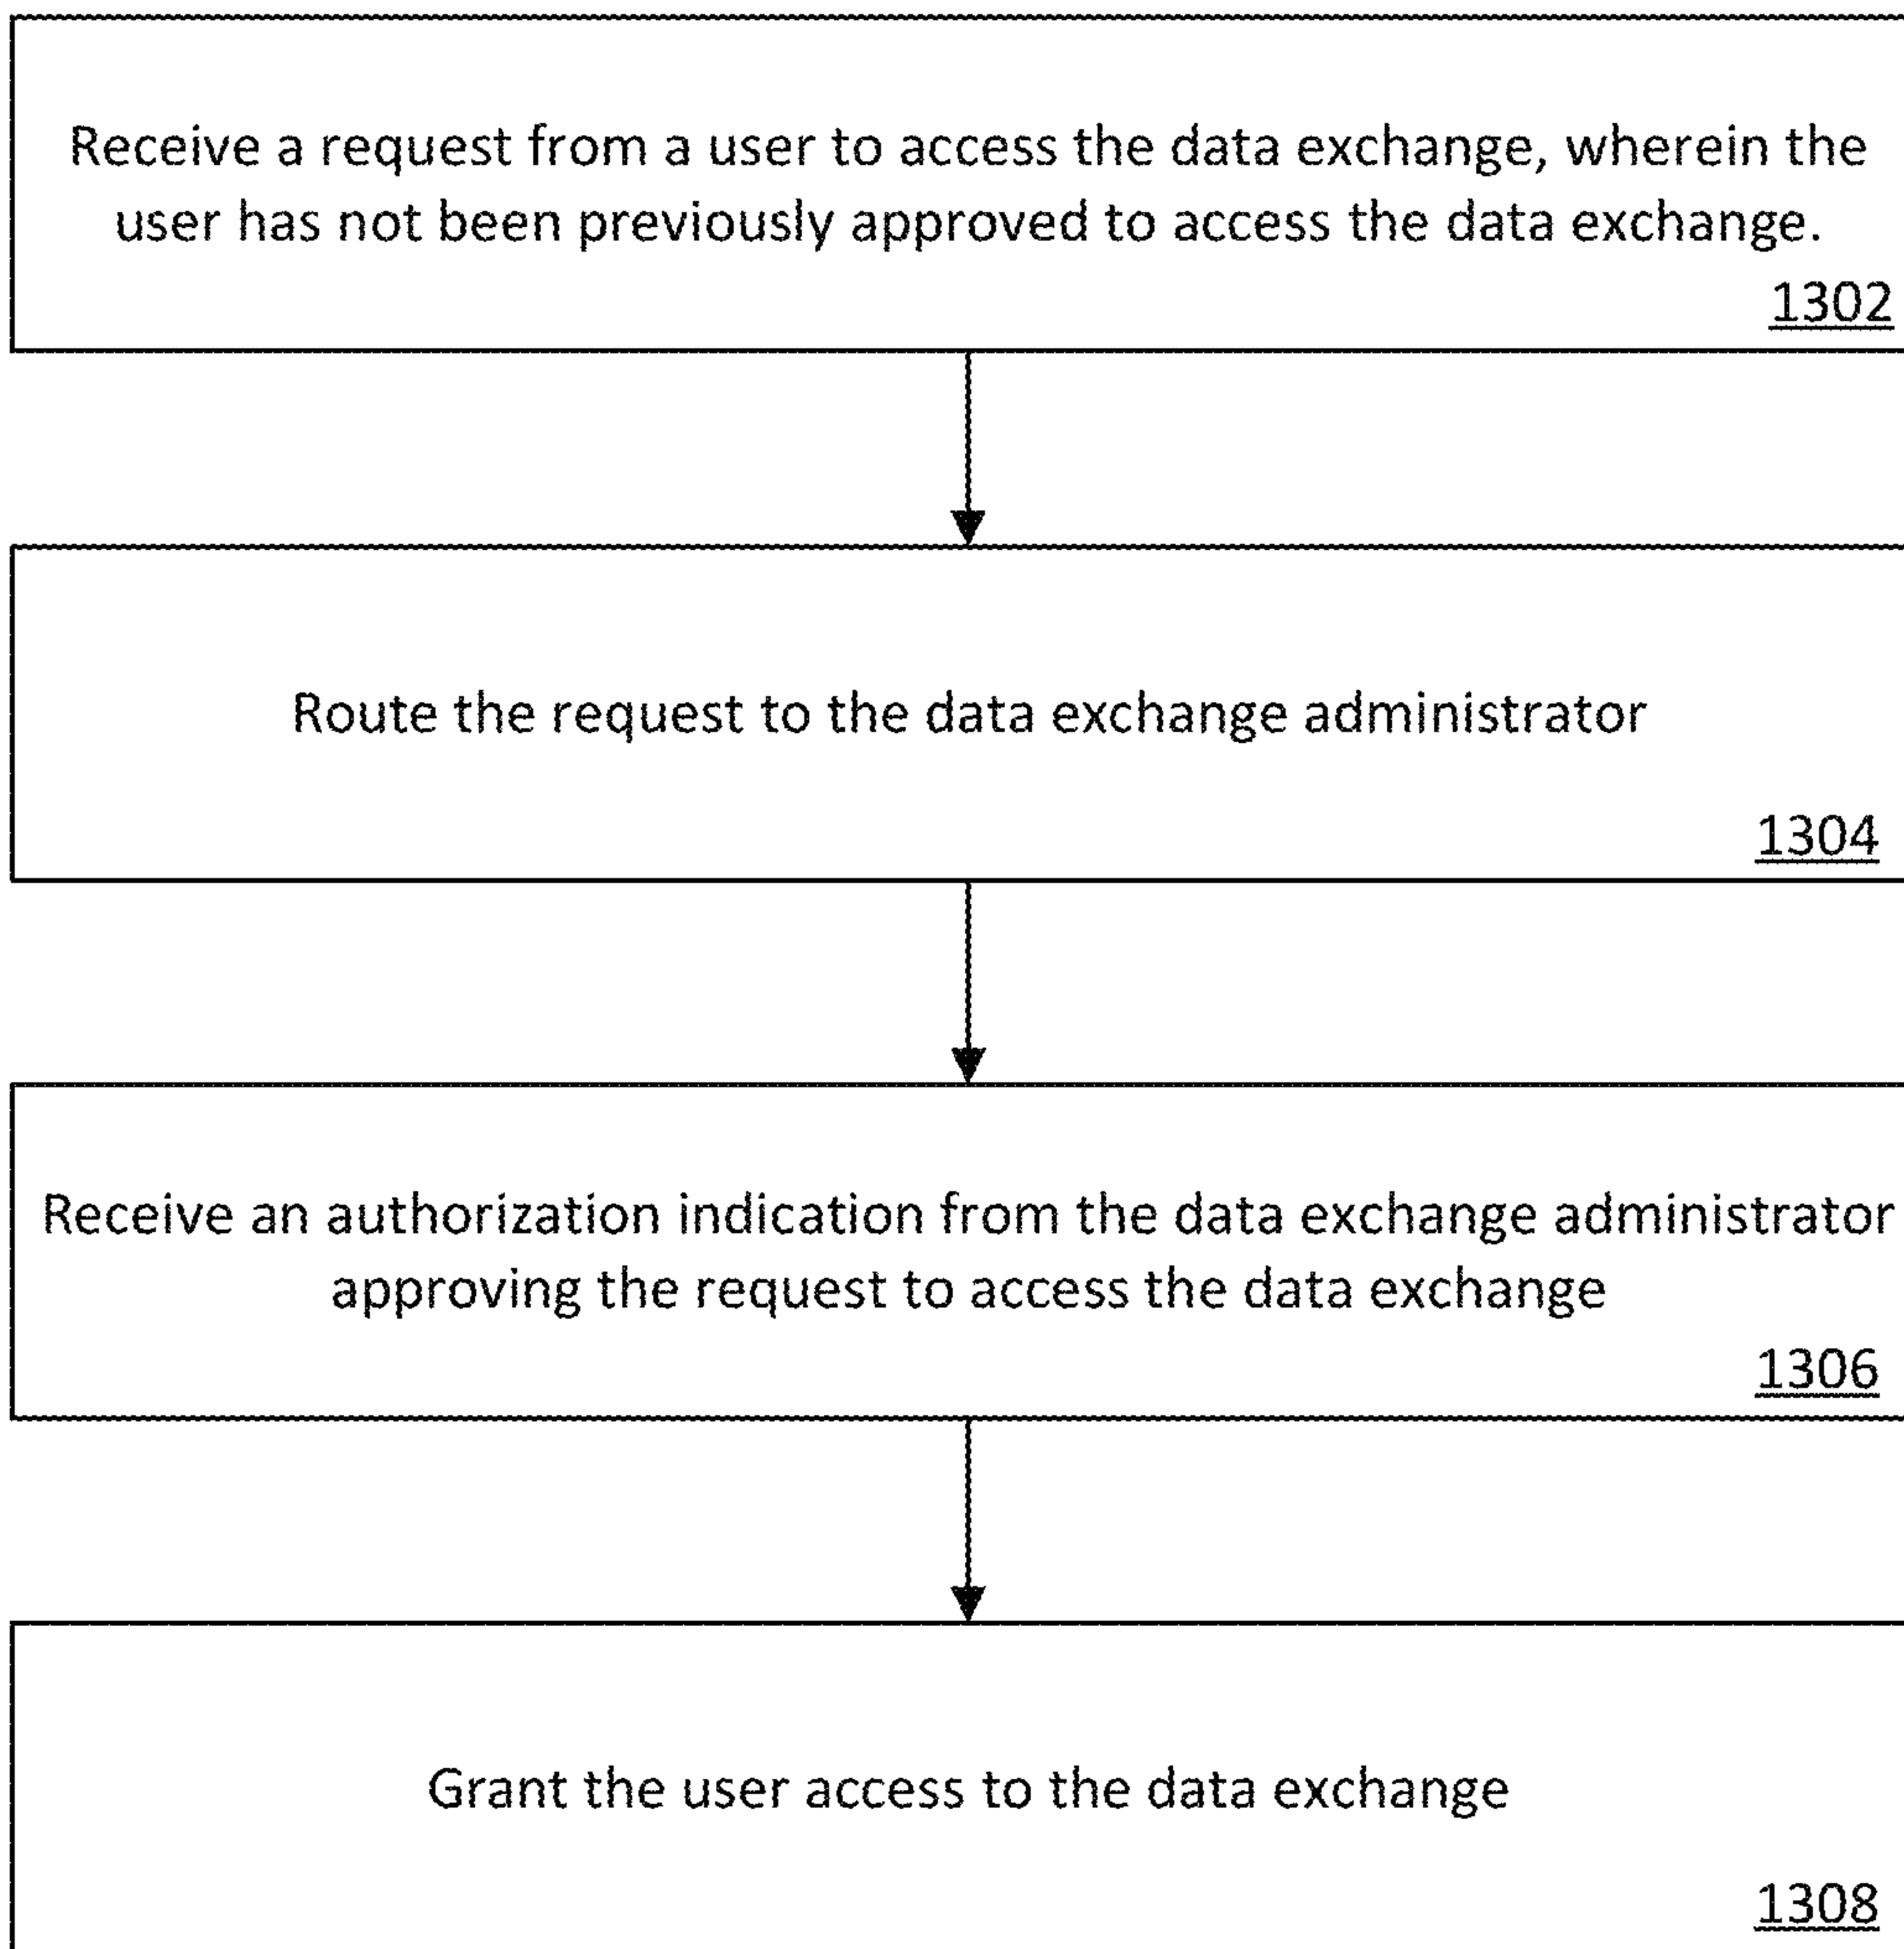 Receive a request from a user to access the data exchange, wherein the
user has not been previously approved to access the data exchange.
1302
Route the request to the data exchange administrator
1304
Receive an authorization indication from the data exchange administrator
approving the request to access the data exchange
1306
Grant the user access to the data exchange
1308